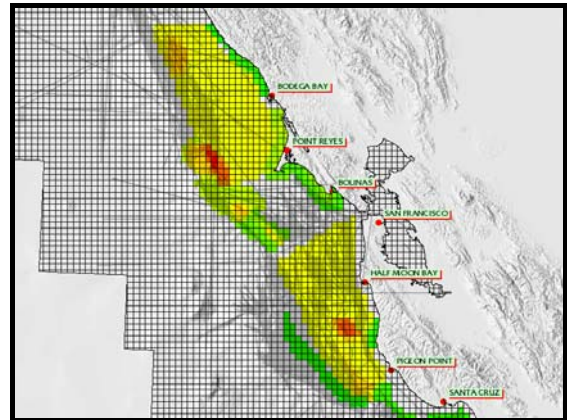 BODEGA BAY
POINT REYES
BOLINAS
SAN FRANCISCO
HALF MOON BAY
PIGEON POINT
SANTA CRUZ